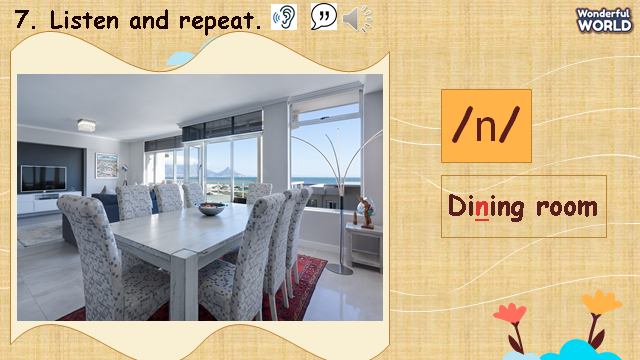 7. Listen and repeat.
Wonderful
WORLD
/n/
Dining room